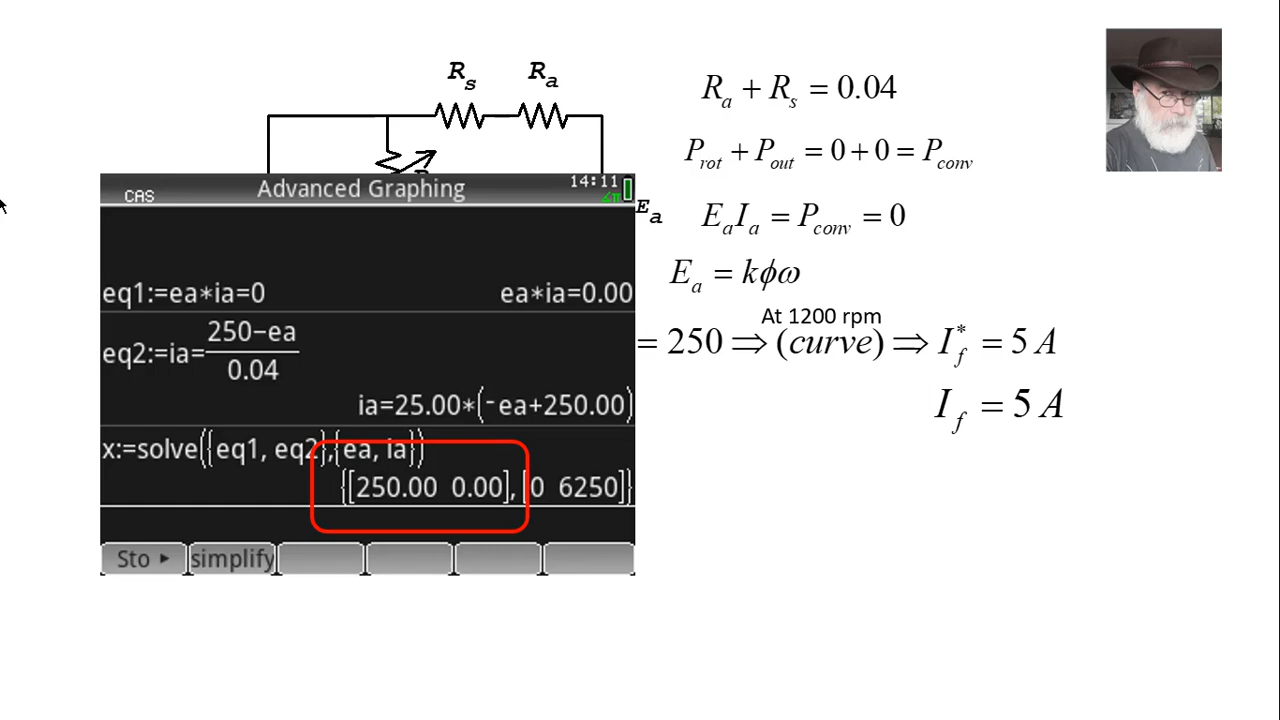 R_s R_a
R_a + R_s = 0.04
P_rot + P_out = 0 + 0 = P_conv
CAS Advanced Graphing 14:11
E_a
E_a I_a = P_conv = 0
E_a = kϕω
eq1:=ea*ia=0 ea*ia=0.00
At 1200 rpm
= 250 ⇒ (curve) ⇒ I_f^* = 5 A
eq2:=ia=(250−ea)/0.04
ia=25.00*(-ea+250.00)
I_f = 5 A
x:=solve({eq1, eq2},{ea, ia})
{[250.00 0.00],[0 6250]}
Sto ▸ simplify